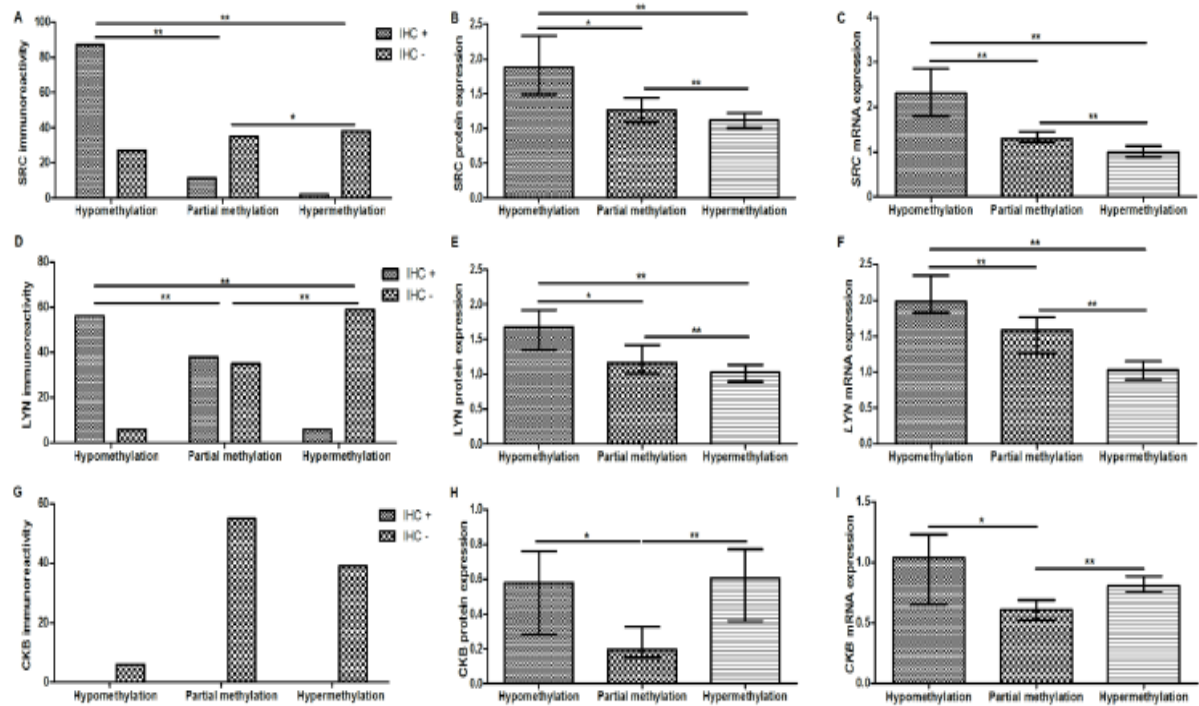 A
SRC immunoreactivity
100
80
60
40
20
0
** **
*
IHC +
IHC -
Hypomethylation Partial methylation Hypermethylation
B
SRC protein expression
2.5
2.0
1.5
1.0
0.5
0.0
**
*
**
Hypomethylation Partial methylation Hypermethylation
C
SRC mRNA expression
4
3
2
1
0
**
**
**
Hypomethylation Partial methylation Hypermethylation
D
LYN immunoreactivity
80
60
40
20
0
**
** **
IHC +
IHC -
Hypomethylation Partial methylation Hypermethylation
E
LYN protein expression
2.5
2.0
1.5
1.0
0.5
0.0
**
*
**
Hypomethylation Partial methylation Hypermethylation
F
LYN mRNA expression
2.5
2.0
1.5
1.0
0.5
0.0
**
**
**
Hypomethylation Partial methylation Hypermethylation
G
CKB immunoreactivity
60
40
20
0
IHC +
IHC -
Hypomethylation Partial methylation Hypermethylation
H
CKB protein expression
1.0
0.8
0.6
0.4
0.2
0.0
* **
Hypomethylation Partial methylation Hypermethylation
I
CKB mRNA expression
1.5
1.0
0.5
0.0
*
**
Hypomethylation Partial methylation Hypermethylation